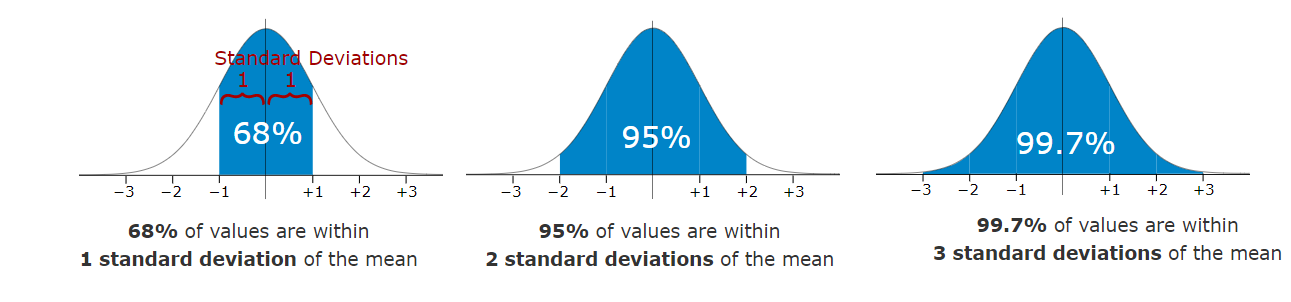 Standard Deviations
1 1
68%
−3 −2 −1 +1 +2 +3
68% of values are within
1 standard deviation of the mean
95%
−3 −2 −1 +1 +2 +3
95% of values are within
2 standard deviations of the mean
99.7%
−3 −2 −1 +1 +2 +3
99.7% of values are within
3 standard deviations of the mean